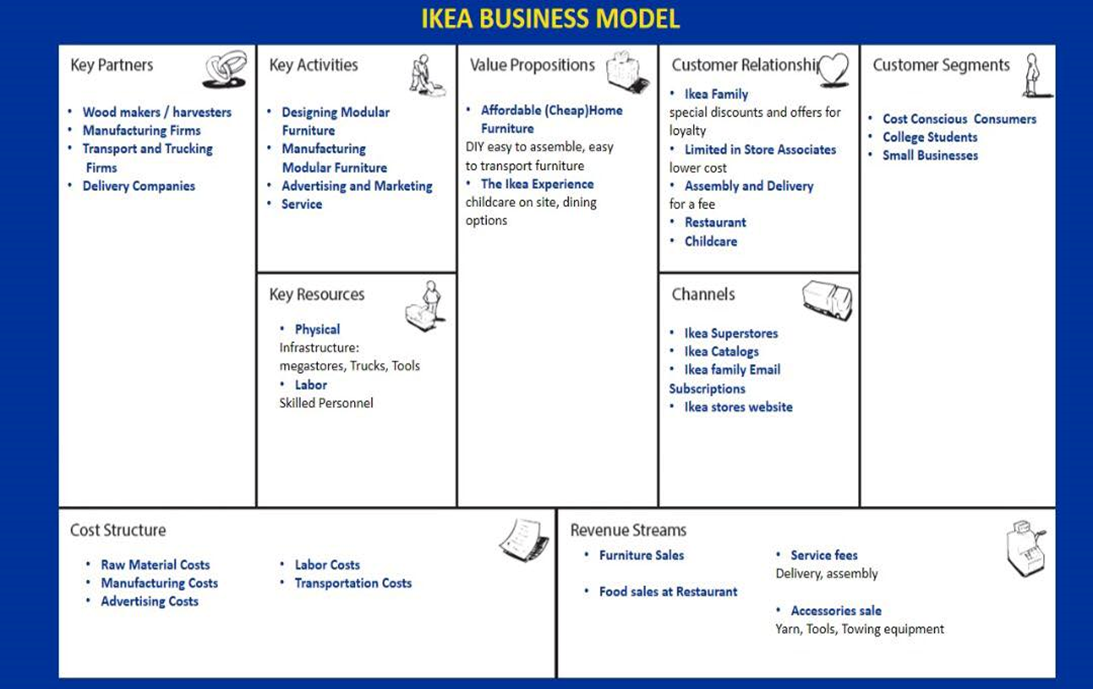 IKEA BUSINESS MODEL
Key Partners
• Wood makers / harvesters
• Manufacturing Firms
• Transport and Trucking
Firms
• Delivery Companies
Key Activities
• Designing Modular
Furniture
• Manufacturing
Modular Furniture
• Advertising and Marketing
• Service
Key Resources
• Physical
Infrastructure:
megastores, Trucks, Tools
• Labor
Skilled Personnel
Value Propositions
• Affordable (Cheap)Home
Furniture
DIY easy to assemble, easy
to transport furniture
• The Ikea Experience
childcare on site, dining
options
Customer Relationshi
• Ikea Family
special discounts and offers for
loyalty
• Limited in Store Associates
lower cost
• Assembly and Delivery
for a fee
• Restaurant
• Childcare
Channels
• Ikea Superstores
• Ikea Catalogs
• Ikea family Email
Subscriptions
• Ikea stores website
Customer Segments
• Cost Conscious Consumers
• College Students
• Small Businesses
Cost Structure
• Raw Material Costs
• Manufacturing Costs
• Advertising Costs
• Labor Costs
• Transportation Costs
Revenue Streams
• Furniture Sales
• Food sales at Restaurant
• Service fees
Delivery, assembly
• Accessories sale
Yarn, Tools, Towing equipment